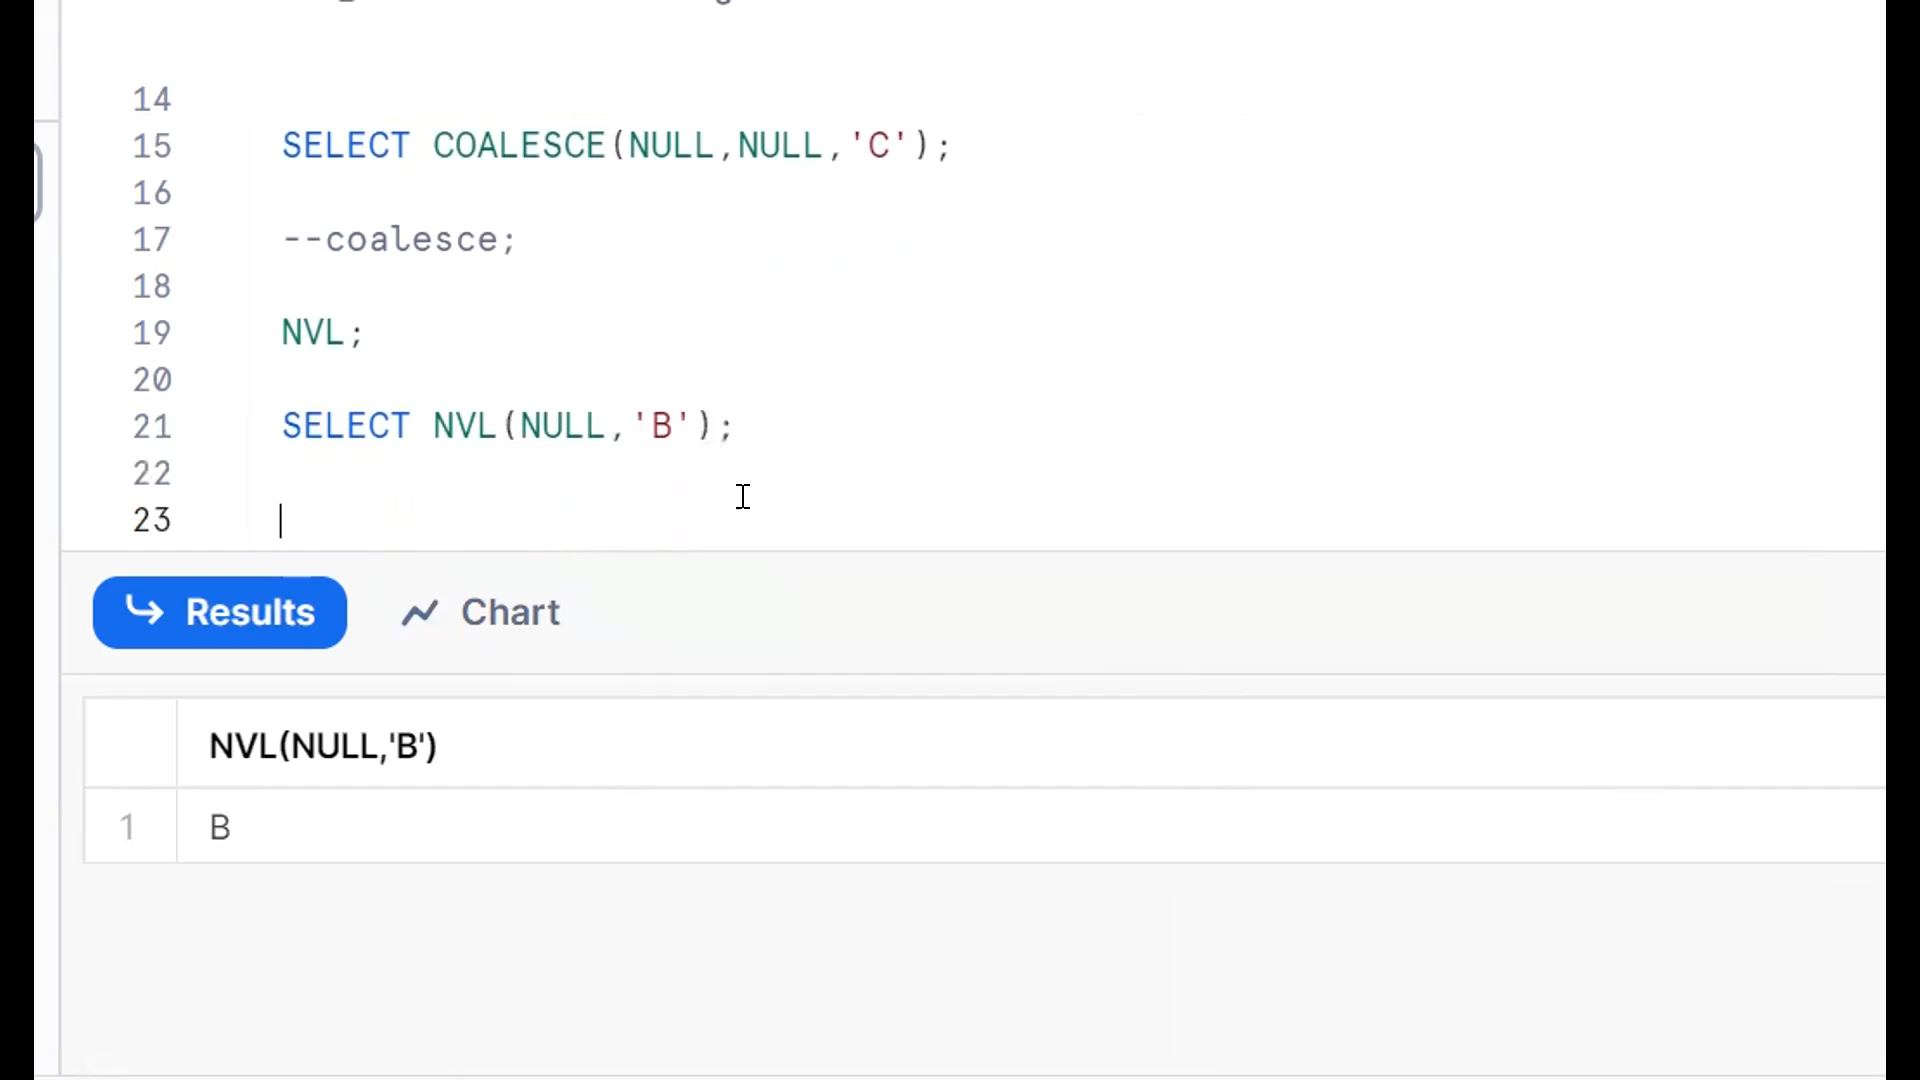 14
15 SELECT COALESCE(NULL,NULL,'C');
16
17 --coalesce;
18
19 NVL;
20
21 SELECT NVL(NULL,'B');
22
23
Results Chart
NVL(NULL,'B')
1 B